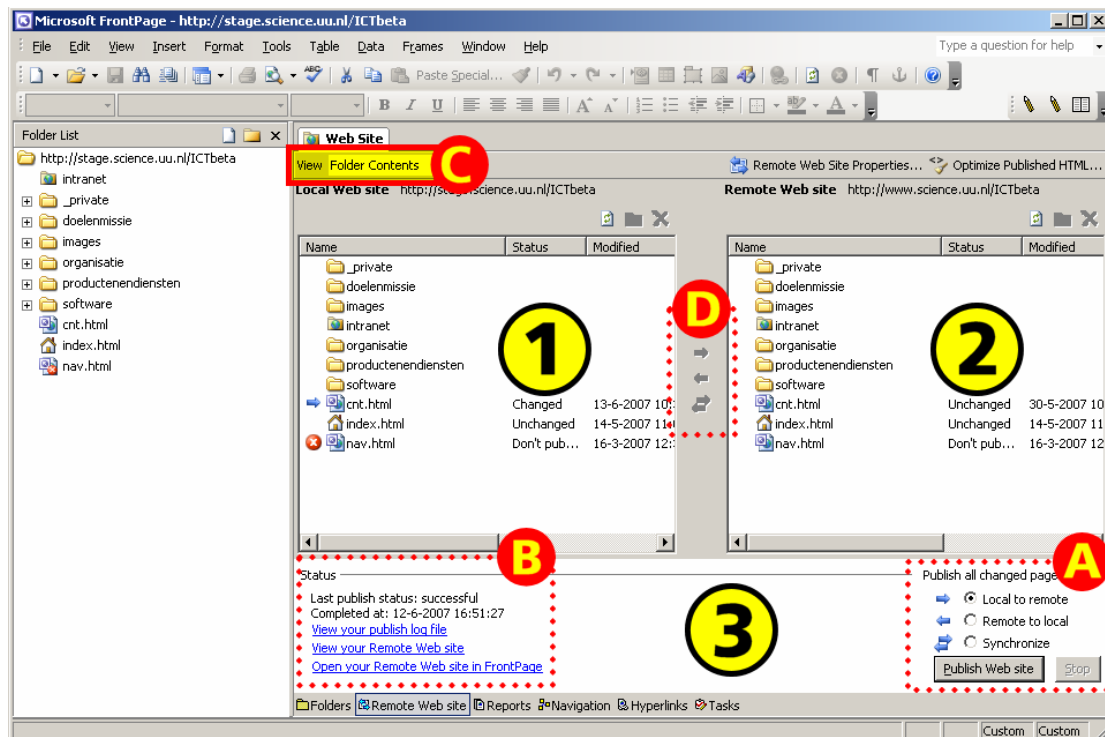 Microsoft FrontPage - http://stage.science.uu.nl/ICTbeta
File Edit View Insert Format Tools Table Data Frames Window Help Type a question for help
Paste Special...
B I U A A A
Folder List
Web Site
http://stage.science.uu.nl/ICTbeta
intranet
_private
doelenmissie
images
organisatie
productenendiensten
software
cnt.html
index.html
nav.html
View Folder Contents C Remote Web Site Properties... Optimize Published HTML...
Local Web site http://stage.science.uu.nl/ICTbeta Remote Web site http://www.science.uu.nl/ICTbeta
Name Status Modified
_private
doelenmissie
images
intranet
organisatie
productenendiensten
software
cnt.html Changed 13-6-2007 10:
index.html Unchanged 14-5-2007 11:
nav.html Don't pub... 16-3-2007 12:
1
D
Name Status Modified
_private
doelenmissie
images
intranet
organisatie
productenendiensten
software
cnt.html Unchanged 30-5-2007 10
index.html Unchanged 14-5-2007 11
nav.html Don't pub... 16-3-2007 12
2
B
Status
Last publish status: successful
Completed at: 12-6-2007 16:51:27
View your publish log file
View your Remote Web site
Open your Remote Web site in FrontPage
3
A
Publish all changed page
Local to remote
Remote to local
Synchronize
Publish Web site Stop
Folders Remote Web site Reports Navigation Hyperlinks Tasks
Custom Custom